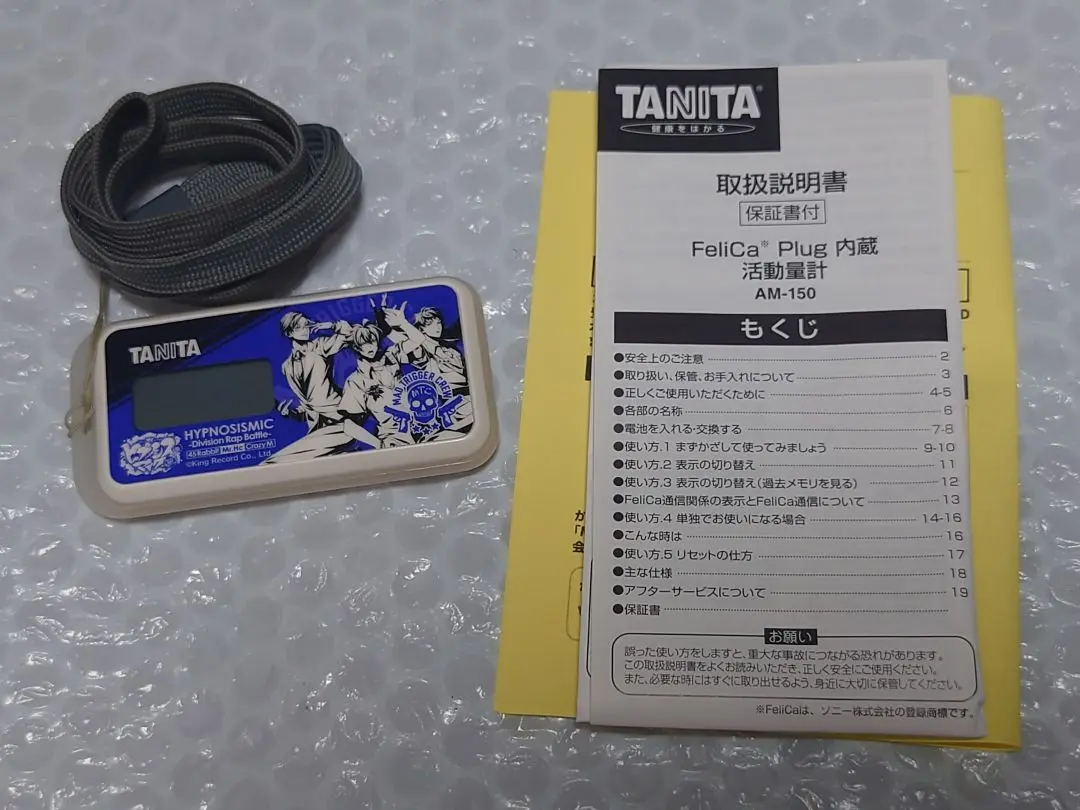 TANITA
MAD TRIGGER CREW
HYPNOSISMIC
-Division Rap Battle-
45 Rabbit Mr.Hc Crazy M
©King Record Co., Ltd
TANITA®
健康をはかる
取扱説明書
保証書付
FeliCa※ Plug 内蔵
活動量計
AM-150
もくじ
●安全上のご注意 2
●取り扱い、保管、お手入れについて 3
●正しくご使用いただくために 4-5
●各部の名称 6
●電池を入れる・交換する 7-8
●使い方.1 まずかざして使ってみましょう 9-10
●使い方.2 表示の切り替え 11
●使い方.3 表示の切り替え(過去メモリを見る) 12
●FeliCa通信関係の表示とFeliCa通信について 13
●使い方.4 単独でお使いになる場合 14-16
●こんな時は 16
●使い方.5 リセットの仕方 17
●主な仕様 18
●アフターサービスについて 19
●保証書
お願い
誤った使い方をしますと、重大な事故につながる恐れがあります。
この取扱説明書をよくお読みいただき、正しく安全にご使用ください。
また、必要な時にはすぐに取り出せるよう、身近に大切に保管してください。
※FeliCaは、ソニー株式会社の登録商標です。